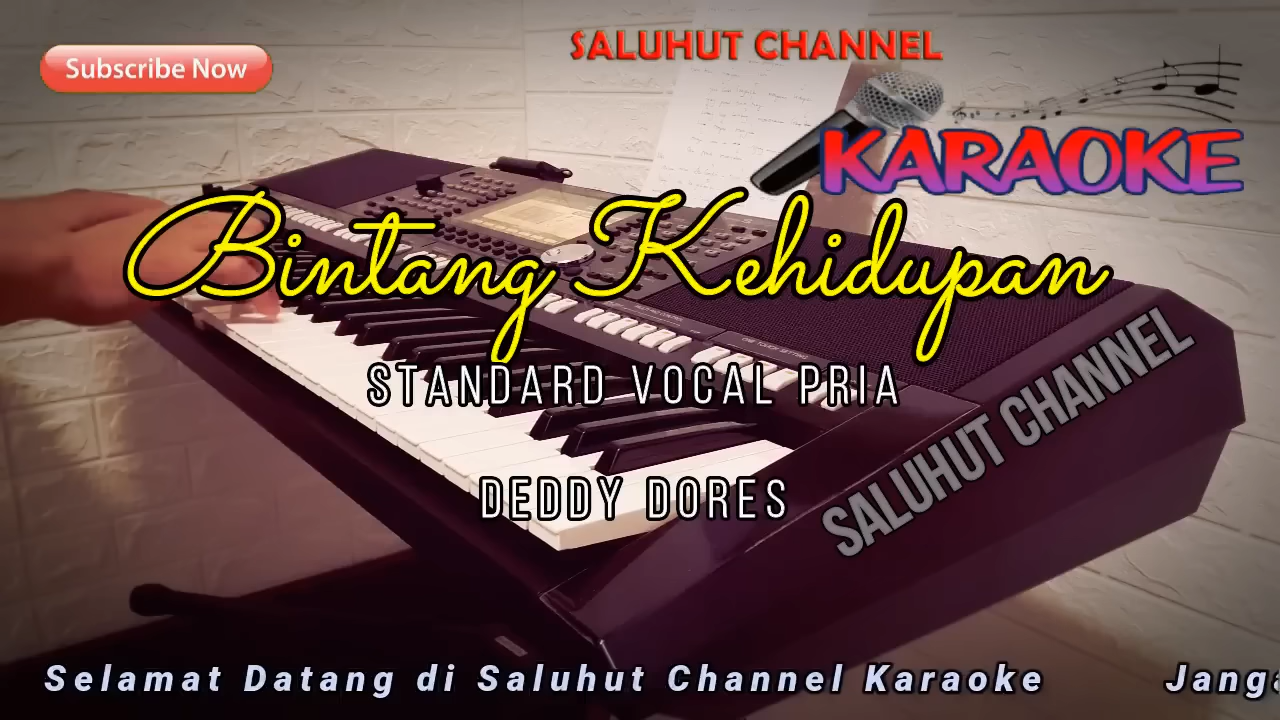 SALUHUT CHANNEL
Subscribe Now
KARAOKE
Bintang Kehidupan
STANDARD VOCAL PRIA
DEDDY DORES
SALUHUT CHANNEL
Selamat Datang di Saluhut Channel Karaoke